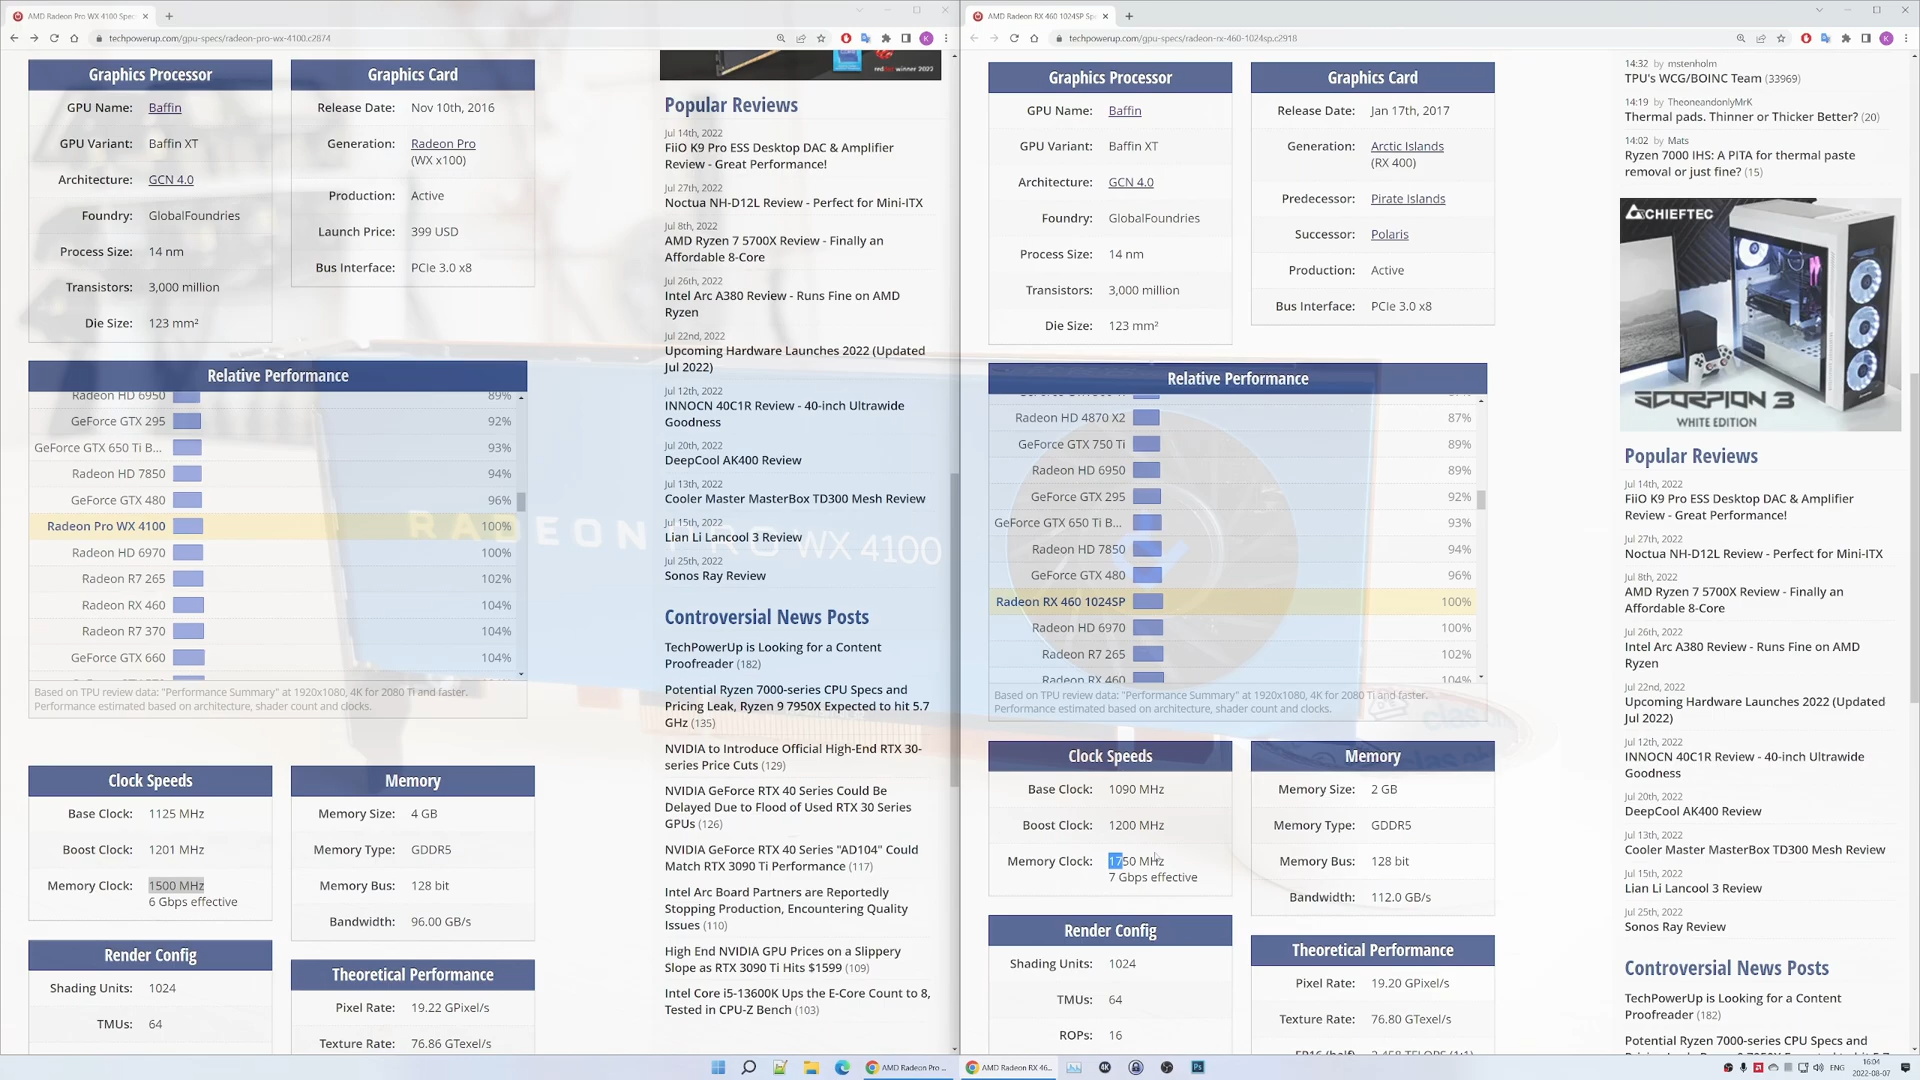 AMD Radeon Pro WX 4100 Spec
techpowerup.com/gpu-specs/radeon-pro-wx-4100.c2874
Graphics Processor
GPU Name: Baffin
GPU Variant: Baffin XT
Architecture: GCN 4.0
Foundry: GlobalFoundries
Process Size: 14 nm
Transistors: 3,000 million
Die Size: 123 mm²
Graphics Card
Release Date: Nov 10th, 2016
Generation: Radeon Pro
(WX x100)
Production: Active
Launch Price: 399 USD
Bus Interface: PCIe 3.0 x8
Relative Performance
Radeon HD 6950 89%
GeForce GTX 295 92%
GeForce GTX 650 Ti B... 93%
Radeon HD 7850 94%
GeForce GTX 480 96%
Radeon Pro WX 4100 100%
Radeon HD 6970 100%
Radeon R7 265 102%
Radeon RX 460 104%
Radeon R7 370 104%
GeForce GTX 660 104%
Based on TPU review data: "Performance Summary" at 1920x1080, 4K for 2080 Ti and faster.
Performance estimated based on architecture, shader count and clocks.
Clock Speeds
Base Clock: 1125 MHz
Boost Clock: 1201 MHz
Memory Clock: 1500 MHz
6 Gbps effective
Memory
Memory Size: 4 GB
Memory Type: GDDR5
Memory Bus: 128 bit
Bandwidth: 96.00 GB/s
Render Config
Shading Units: 1024
TMUs: 64
Theoretical Performance
Pixel Rate: 19.22 GPixel/s
Texture Rate: 76.86 GTexel/s
red dot winner 2022
Popular Reviews
Jul 14th, 2022
FiiO K9 Pro ESS Desktop DAC & Amplifier
Review - Great Performance!
Jul 27th, 2022
Noctua NH-D12L Review - Perfect for Mini-ITX
Jul 8th, 2022
AMD Ryzen 7 5700X Review - Finally an
Affordable 8-Core
Jul 26th, 2022
Intel Arc A380 Review - Runs Fine on AMD
Ryzen
Jul 22nd, 2022
Upcoming Hardware Launches 2022 (Updated
Jul 2022)
Jul 12th, 2022
INNOCN 40C1R Review - 40-inch Ultrawide
Goodness
Jul 20th, 2022
DeepCool AK400 Review
Jul 13th, 2022
Cooler Master MasterBox TD300 Mesh Review
Jul 15th, 2022
Lian Li Lancool 3 Review
Jul 25th, 2022
Sonos Ray Review
Controversial News Posts
TechPowerUp is Looking for a Content
Proofreader (182)
Potential Ryzen 7000-series CPU Specs and
Pricing Leak, Ryzen 9 7950X Expected to hit 5.7
GHz (135)
NVIDIA to Introduce Official High-End RTX 30-
series Price Cuts (129)
NVIDIA GeForce RTX 40 Series Could Be
Delayed Due to Flood of Used RTX 30 Series
GPUs (126)
NVIDIA GeForce RTX 40 Series "AD104" Could
Match RTX 3090 Ti Performance (117)
Intel Arc Board Partners are Reportedly
Stopping Production, Encountering Quality
Issues (110)
High End NVIDIA GPU Prices on a Slippery
Slope as RTX 3090 Ti Hits $1599 (109)
Intel Core i5-13600K Ups the E-Core Count to 8,
Tested in CPU-Z Bench (103)
RADEON PRO WX 4100
AMD Radeon RX 460 1024SP Sp
techpowerup.com/gpu-specs/radeon-rx-460-1024sp.c2918
Graphics Processor
GPU Name: Baffin
GPU Variant: Baffin XT
Architecture: GCN 4.0
Foundry: GlobalFoundries
Process Size: 14 nm
Transistors: 3,000 million
Die Size: 123 mm²
Graphics Card
Release Date: Jan 17th, 2017
Generation: Arctic Islands
(RX 400)
Predecessor: Pirate Islands
Successor: Polaris
Production: Active
Bus Interface: PCIe 3.0 x8
Relative Performance
Radeon HD 4870 X2 87%
GeForce GTX 750 Ti 89%
Radeon HD 6950 89%
GeForce GTX 295 92%
GeForce GTX 650 Ti B... 93%
Radeon HD 7850 94%
GeForce GTX 480 96%
Radeon RX 460 1024SP 100%
Radeon HD 6970 100%
Radeon R7 265 102%
Radeon RX 460 104%
Based on TPU review data: "Performance Summary" at 1920x1080, 4K for 2080 Ti and faster.
Performance estimated based on architecture, shader count and clocks.
Clock Speeds
Base Clock: 1090 MHz
Boost Clock: 1200 MHz
Memory Clock: 1750 MHz
7 Gbps effective
Memory
Memory Size: 2 GB
Memory Type: GDDR5
Memory Bus: 128 bit
Bandwidth: 112.0 GB/s
Render Config
Shading Units: 1024
TMUs: 64
ROPs: 16
Theoretical Performance
Pixel Rate: 19.20 GPixel/s
Texture Rate: 76.80 GTexel/s
14:32 by mstenholm
TPU's WCG/BOINC Team (33969)
14:19 by TheoneandonlyMrK
Thermal pads. Thinner or Thicker Better? (20)
14:02 by Mats
Ryzen 7000 IHS: A PITA for thermal paste
removal or just fine? (15)
CHIEFTEC
SCORPION 3
WHITE EDITION
Popular Reviews
Jul 14th, 2022
FiiO K9 Pro ESS Desktop DAC & Amplifier
Review - Great Performance!
Jul 27th, 2022
Noctua NH-D12L Review - Perfect for Mini-ITX
Jul 8th, 2022
AMD Ryzen 7 5700X Review - Finally an
Affordable 8-Core
Jul 26th, 2022
Intel Arc A380 Review - Runs Fine on AMD
Ryzen
Jul 22nd, 2022
Upcoming Hardware Launches 2022 (Updated
Jul 2022)
Jul 12th, 2022
INNOCN 40C1R Review - 40-inch Ultrawide
Goodness
Jul 20th, 2022
DeepCool AK400 Review
Jul 13th, 2022
Cooler Master MasterBox TD300 Mesh Review
Jul 15th, 2022
Lian Li Lancool 3 Review
Jul 25th, 2022
Sonos Ray Review
Controversial News Posts
TechPowerUp is Looking for a Content
Proofreader (182)
Potential Ryzen 7000-series CPU Specs and
AMD Radeon Pro ...
AMD Radeon RX 46...
ENG
16:04
2022-08-07